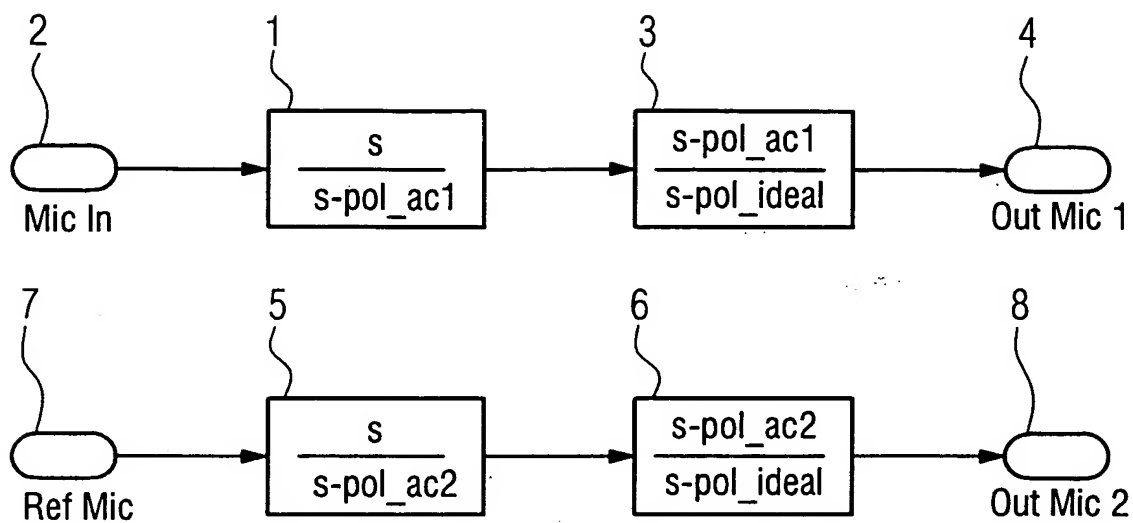 2
1
3
4
s
s-pol_ac1
s-pol_ac1
s-pol_ideal
Mic In
Out Mic 1
7
5
6
8
s
s-pol_ac2
s-pol_ac2
s-pol_ideal
Ref Mic
Out Mic 2